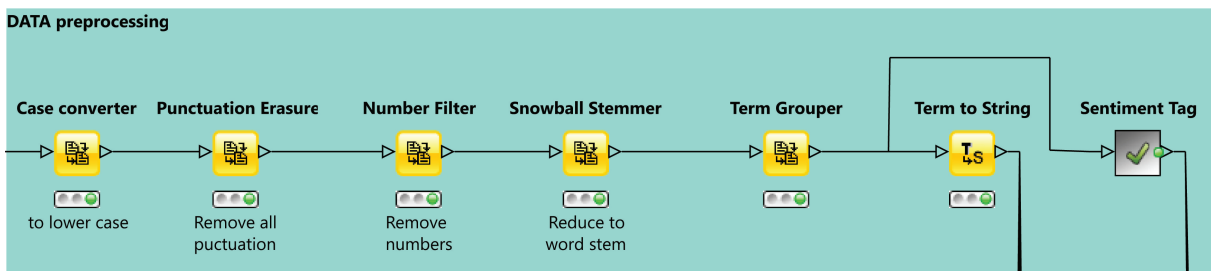 DATA preprocessing
Case converter
Punctuation Erasure
Number Filter
Snowball Stemmer
Term Grouper
Term to String
Sentiment Tag
T
S
to lower case
Remove all
puctuation
Remove
numbers
Reduce to
word stem